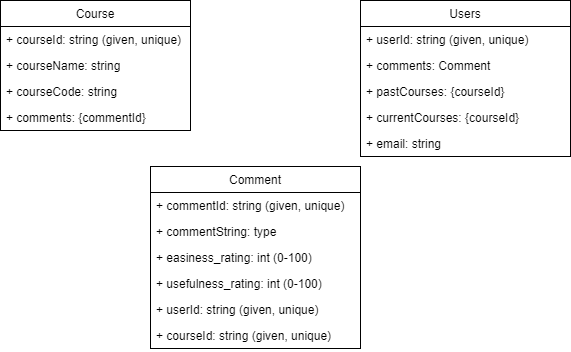 Course
+ courseId: string (given, unique)
+ courseName: string
+ courseCode: string
+ comments: {commentId}
Users
+ userId: string (given, unique)
+ comments: Comment
+ pastCourses: {courseId}
+ currentCourses: {courseId}
+ email: string
Comment
+ commentId: string (given, unique)
+ commentString: type
+ easiness_rating: int (0-100)
+ usefulness_rating: int (0-100)
+ userId: string (given, unique)
+ courseId: string (given, unique)